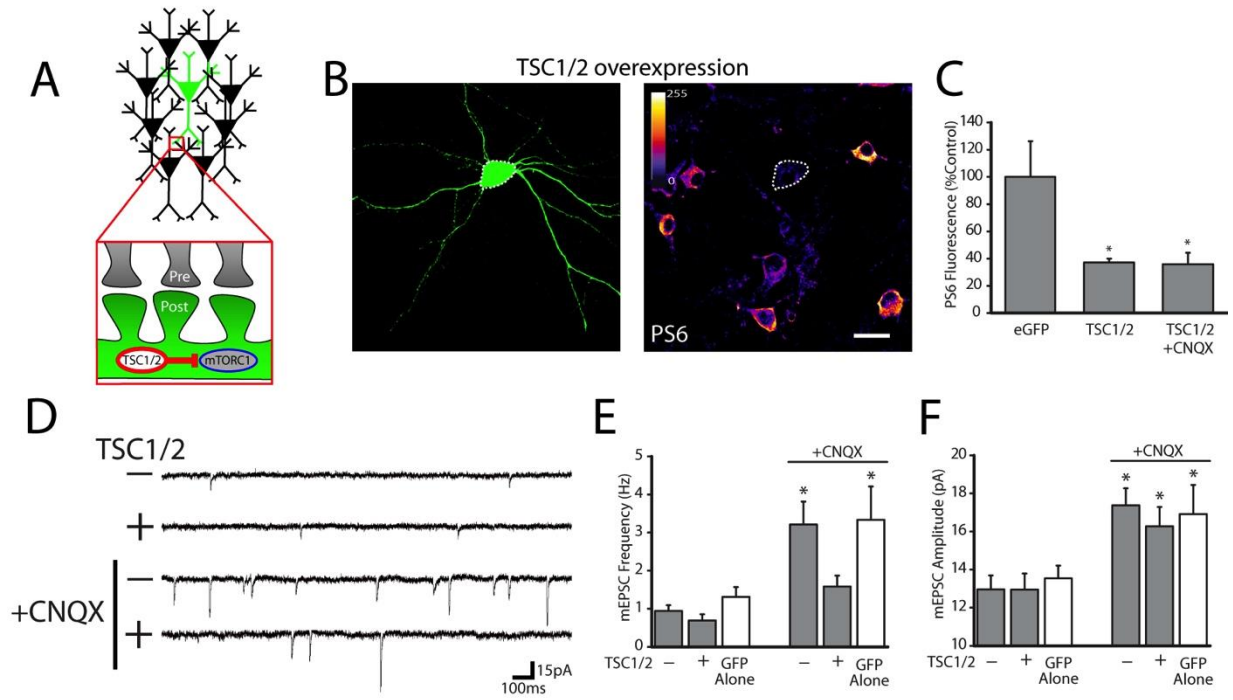 A
Pre
Post
TSC1/2
mTORC1
B
TSC1/2 overexpression
255
0
PS6
C
PS6 Fluorescence (%Control)
140
120
100
80
60
40
20
0
*
*
eGFP
TSC1/2
TSC1/2
+CNQX
D
TSC1/2
−
+
+CNQX
−
+
15pA
100ms
E
mEPSC Frequency (Hz)
5
4
3
2
1
0
+CNQX
*
*
TSC1/2 − + GFP Alone − + GFP Alone
F
mEPSC Amplitude (pA)
20
18
16
14
12
10
+CNQX
*
*
*
TSC1/2 − + GFP Alone − + GFP Alone